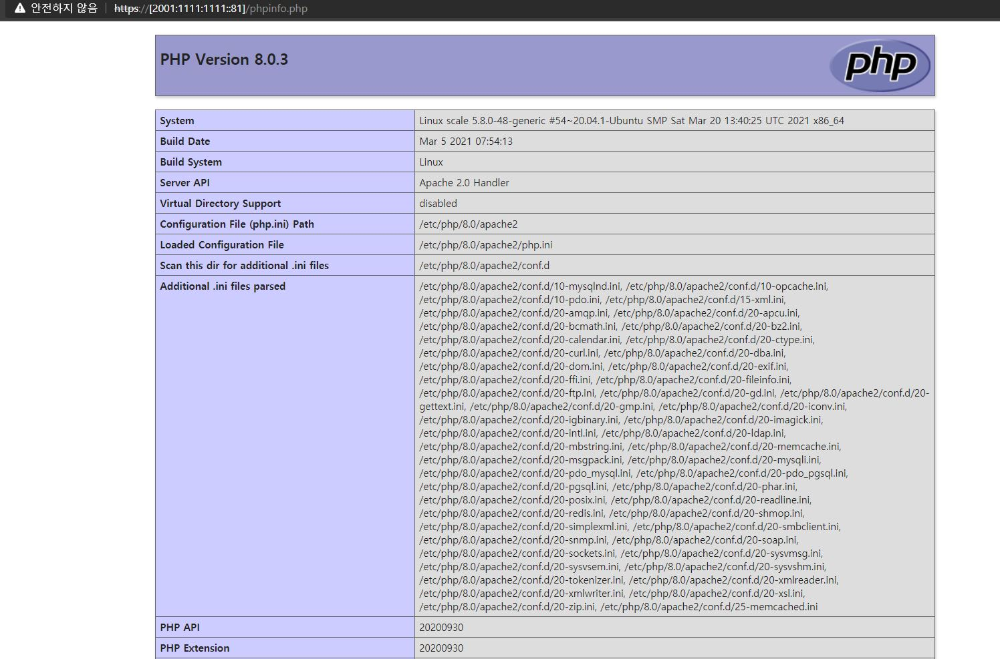 안전하지 않음 https://[2001:1111:1111::81]/phpinfo.php
PHP Version 8.0.3
php
System Linux scale 5.8.0-48-generic #54~20.04.1-Ubuntu SMP Sat Mar 20 13:40:25 UTC 2021 x86_64
Build Date Mar 5 2021 07:54:13
Build System Linux
Server API Apache 2.0 Handler
Virtual Directory Support disabled
Configuration File (php.ini) Path /etc/php/8.0/apache2
Loaded Configuration File /etc/php/8.0/apache2/php.ini
Scan this dir for additional .ini files /etc/php/8.0/apache2/conf.d
Additional .ini files parsed /etc/php/8.0/apache2/conf.d/10-mysqlnd.ini, /etc/php/8.0/apache2/conf.d/10-opcache.ini,
/etc/php/8.0/apache2/conf.d/10-pdo.ini, /etc/php/8.0/apache2/conf.d/15-xml.ini,
/etc/php/8.0/apache2/conf.d/20-amqp.ini, /etc/php/8.0/apache2/conf.d/20-apcu.ini,
/etc/php/8.0/apache2/conf.d/20-bcmath.ini, /etc/php/8.0/apache2/conf.d/20-bz2.ini,
/etc/php/8.0/apache2/conf.d/20-calendar.ini, /etc/php/8.0/apache2/conf.d/20-ctype.ini,
/etc/php/8.0/apache2/conf.d/20-curl.ini, /etc/php/8.0/apache2/conf.d/20-dba.ini,
/etc/php/8.0/apache2/conf.d/20-dom.ini, /etc/php/8.0/apache2/conf.d/20-exif.ini,
/etc/php/8.0/apache2/conf.d/20-ffi.ini, /etc/php/8.0/apache2/conf.d/20-fileinfo.ini,
/etc/php/8.0/apache2/conf.d/20-ftp.ini, /etc/php/8.0/apache2/conf.d/20-gd.ini, /etc/php/8.0/apache2/conf.d/20-
gettext.ini, /etc/php/8.0/apache2/conf.d/20-gmp.ini, /etc/php/8.0/apache2/conf.d/20-iconv.ini,
/etc/php/8.0/apache2/conf.d/20-igbinary.ini, /etc/php/8.0/apache2/conf.d/20-imagick.ini,
/etc/php/8.0/apache2/conf.d/20-intl.ini, /etc/php/8.0/apache2/conf.d/20-ldap.ini,
/etc/php/8.0/apache2/conf.d/20-mbstring.ini, /etc/php/8.0/apache2/conf.d/20-memcache.ini,
/etc/php/8.0/apache2/conf.d/20-msgpack.ini, /etc/php/8.0/apache2/conf.d/20-mysqli.ini,
/etc/php/8.0/apache2/conf.d/20-pdo_mysql.ini, /etc/php/8.0/apache2/conf.d/20-pdo_pgsql.ini,
/etc/php/8.0/apache2/conf.d/20-pgsql.ini, /etc/php/8.0/apache2/conf.d/20-phar.ini,
/etc/php/8.0/apache2/conf.d/20-posix.ini, /etc/php/8.0/apache2/conf.d/20-readline.ini,
/etc/php/8.0/apache2/conf.d/20-redis.ini, /etc/php/8.0/apache2/conf.d/20-shmop.ini,
/etc/php/8.0/apache2/conf.d/20-simplexml.ini, /etc/php/8.0/apache2/conf.d/20-smbclient.ini,
/etc/php/8.0/apache2/conf.d/20-snmp.ini, /etc/php/8.0/apache2/conf.d/20-soap.ini,
/etc/php/8.0/apache2/conf.d/20-sockets.ini, /etc/php/8.0/apache2/conf.d/20-sysvmsg.ini,
/etc/php/8.0/apache2/conf.d/20-sysvsem.ini, /etc/php/8.0/apache2/conf.d/20-sysvshm.ini,
/etc/php/8.0/apache2/conf.d/20-tokenizer.ini, /etc/php/8.0/apache2/conf.d/20-xmlreader.ini,
/etc/php/8.0/apache2/conf.d/20-xmlwriter.ini, /etc/php/8.0/apache2/conf.d/20-xsl.ini,
/etc/php/8.0/apache2/conf.d/20-zip.ini, /etc/php/8.0/apache2/conf.d/25-memcached.ini
PHP API 20200930
PHP Extension 20200930